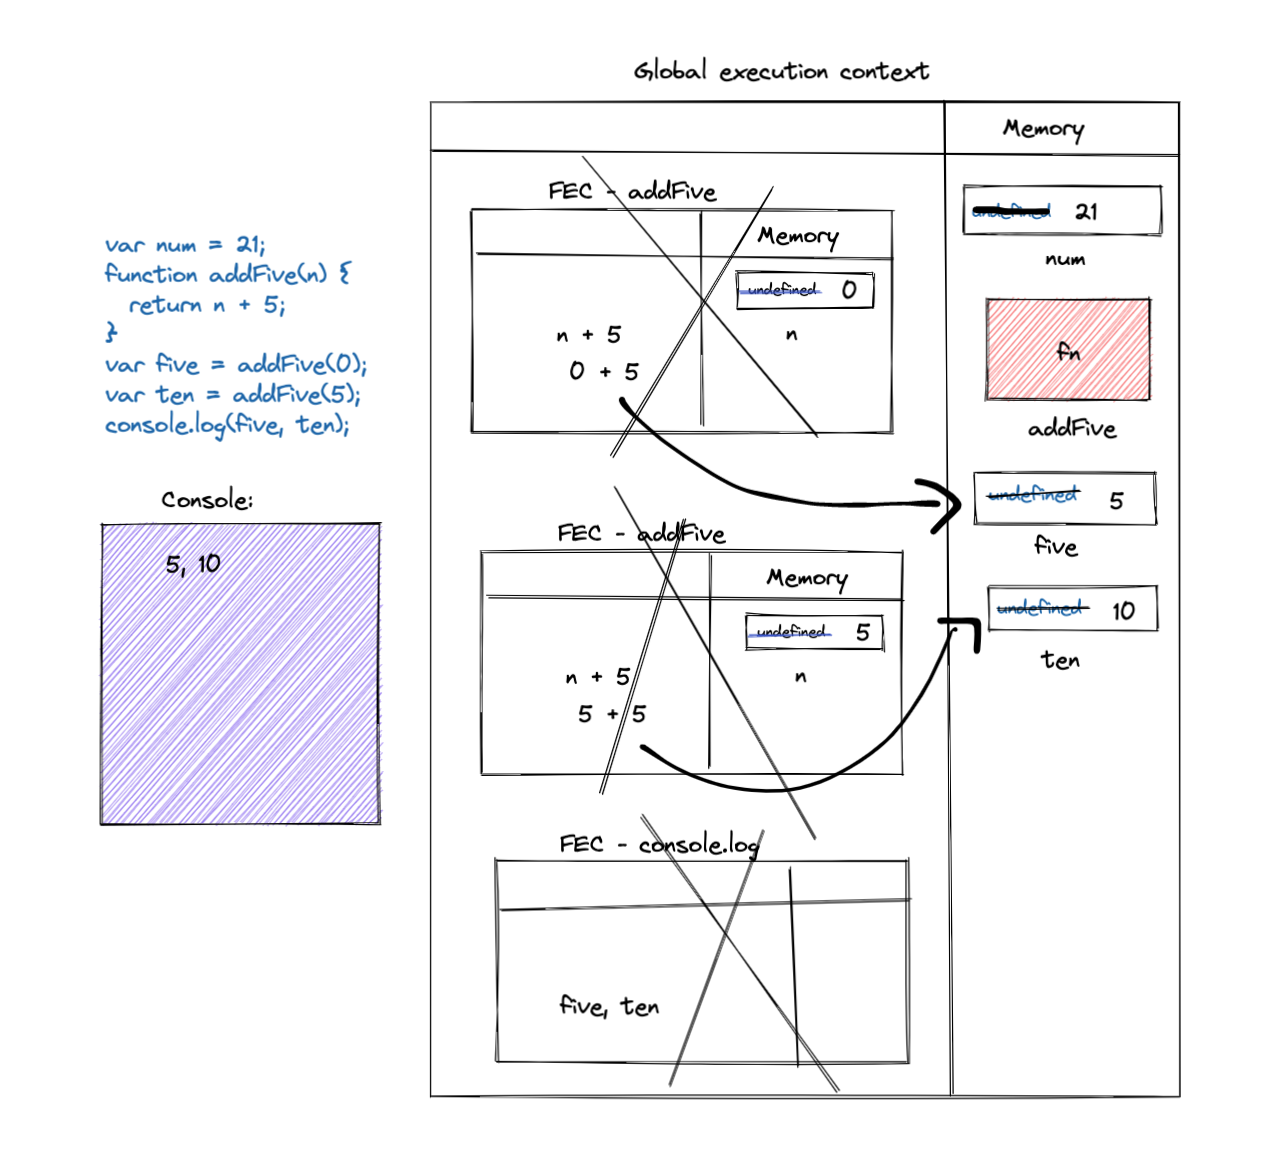 Global execution context
Memory
FEC - addFive
Memory
undefined 0
n
n + 5
0 + 5
undefined 21
num
fn
addFive
undefined 5
five
undefined 10
ten
var num = 21;
function addFive(n) {
return n + 5;
}
var five = addFive(0);
var ten = addFive(5);
console.log(five, ten);
Console:
5, 10
FEC - addFive
Memory
undefined 5
n
n + 5
5 + 5
FEC - console.log
five, ten